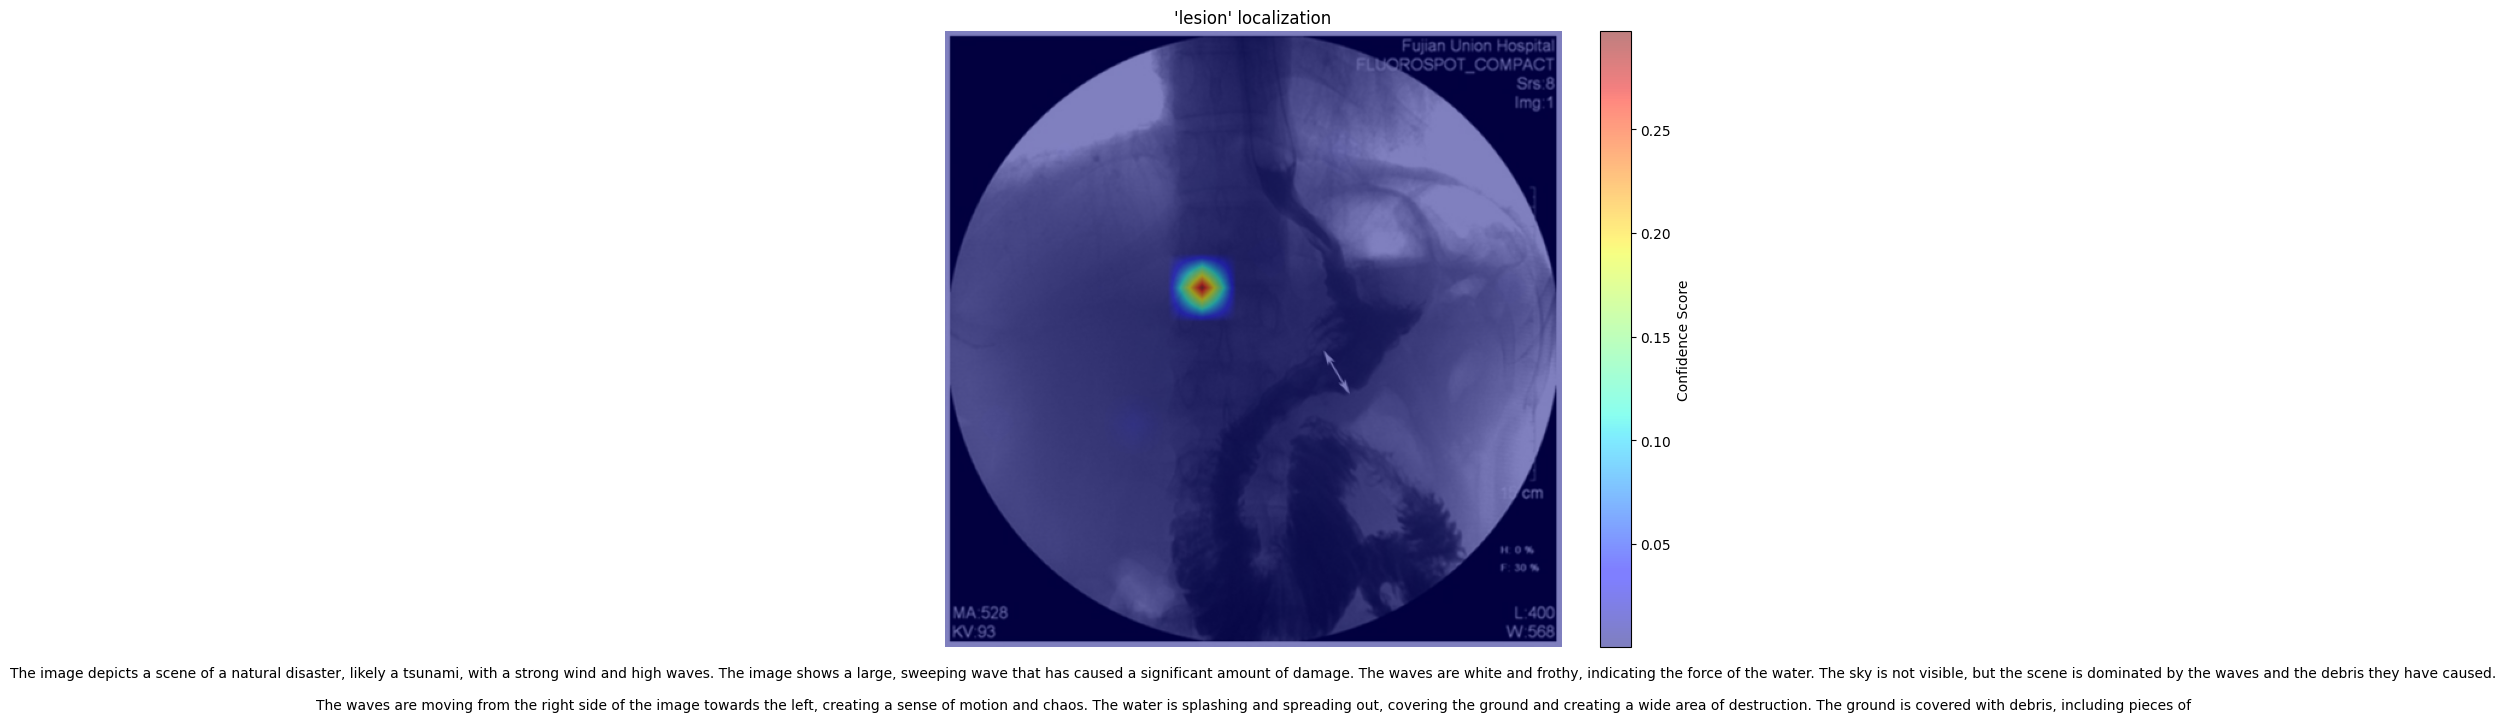 'lesion' localization
Fujian Union Hospital
FLUOROSPOT_COMPACT
Srs:8
Img:1
0.25
0.20
0.15
0.10
0.05
Confidence Score
15 cm
H: 0 %
F: 30 %
MA:528
KV:93
L:400
W:568
The image depicts a scene of a natural disaster, likely a tsunami, with a strong wind and high waves. The image shows a large, sweeping wave that has caused a significant amount of damage. The waves are white and frothy, indicating the force of the water. The sky is not visible, but the scene is dominated by the waves and the debris they have caused.
The waves are moving from the right side of the image towards the left, creating a sense of motion and chaos. The water is splashing and spreading out, covering the ground and creating a wide area of destruction. The ground is covered with debris, including pieces of